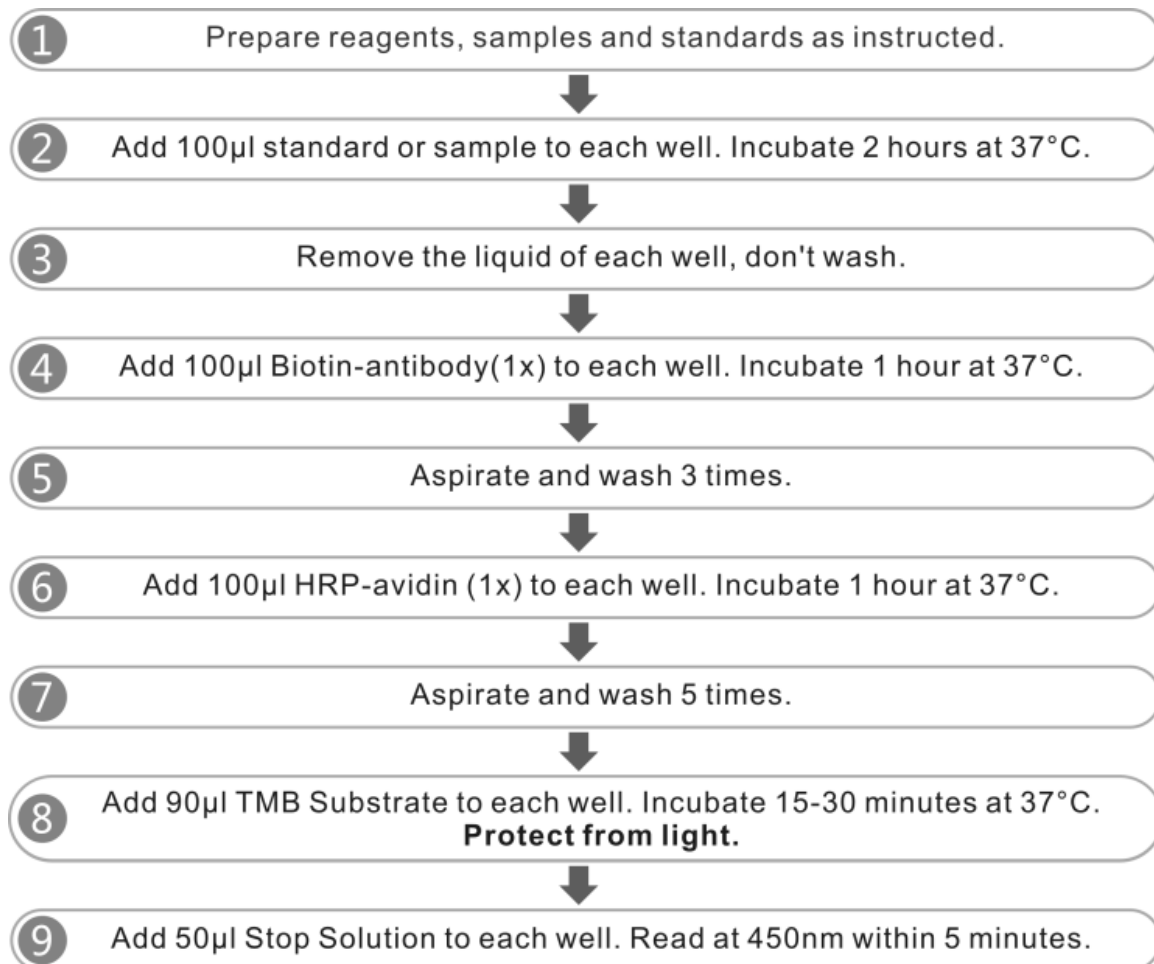 1 Prepare reagents, samples and standards as instructed.
2 Add 100µl standard or sample to each well. Incubate 2 hours at 37°C.
3 Remove the liquid of each well, don't wash.
4 Add 100µl Biotin-antibody(1x) to each well. Incubate 1 hour at 37°C.
5 Aspirate and wash 3 times.
6 Add 100µl HRP-avidin (1x) to each well. Incubate 1 hour at 37°C.
7 Aspirate and wash 5 times.
8 Add 90µl TMB Substrate to each well. Incubate 15-30 minutes at 37°C.
Protect from light.
9 Add 50µl Stop Solution to each well. Read at 450nm within 5 minutes.